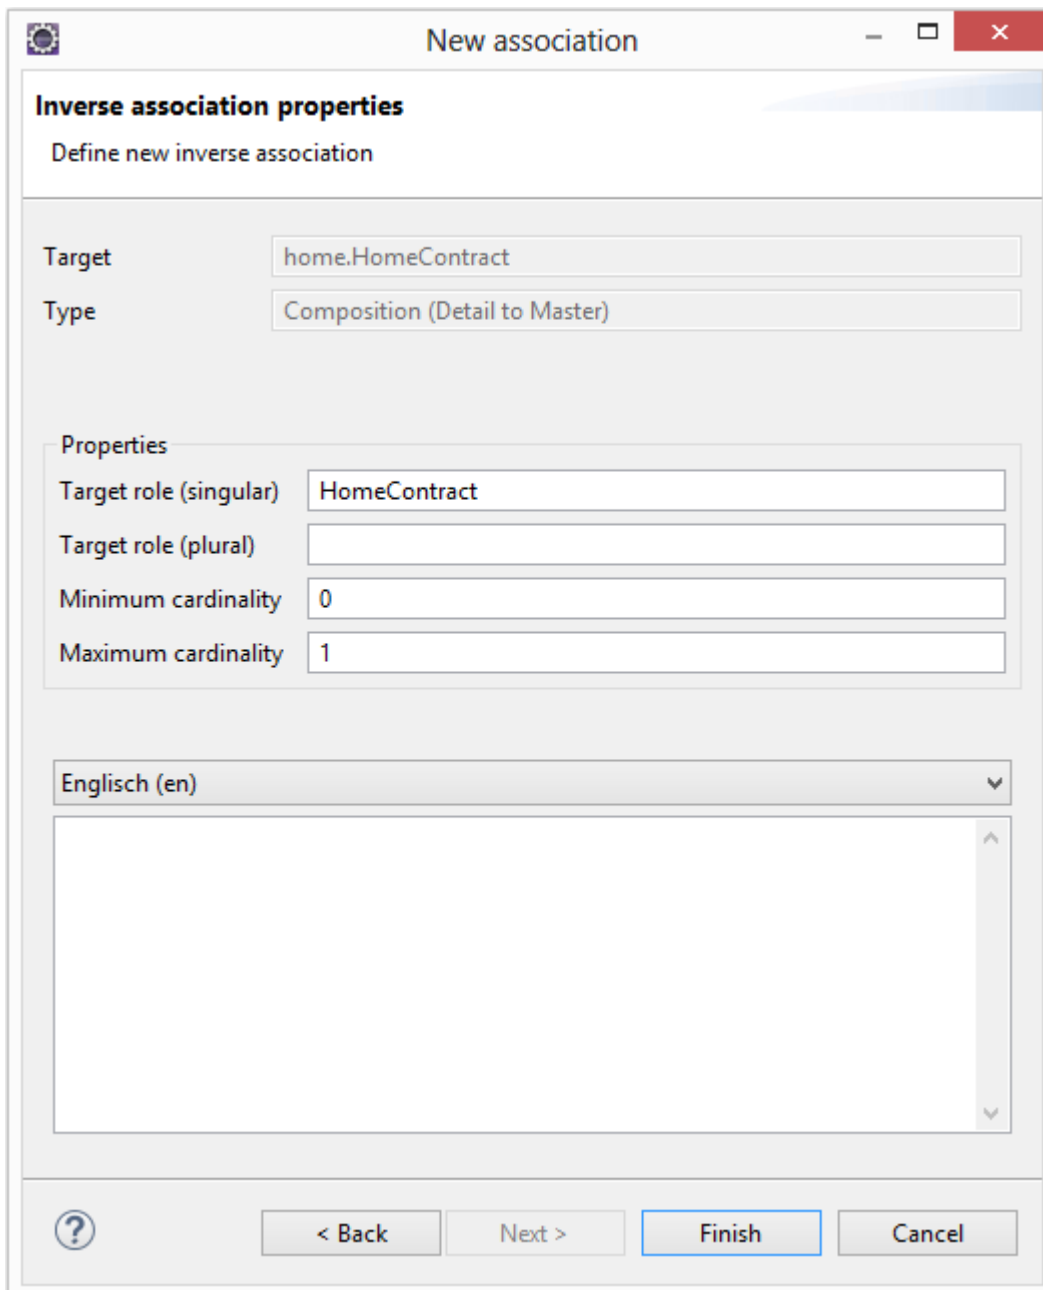 New association
Inverse association properties
Define new inverse association
Target home.HomeContract
Type Composition (Detail to Master)
Properties
Target role (singular) HomeContract
Target role (plural)
Minimum cardinality 0
Maximum cardinality 1
Englisch (en)
? < Back Next > Finish Cancel